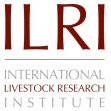 ILRI
INTERNATIONAL
LIVESTOCK RESEARCH
INSTITUTE